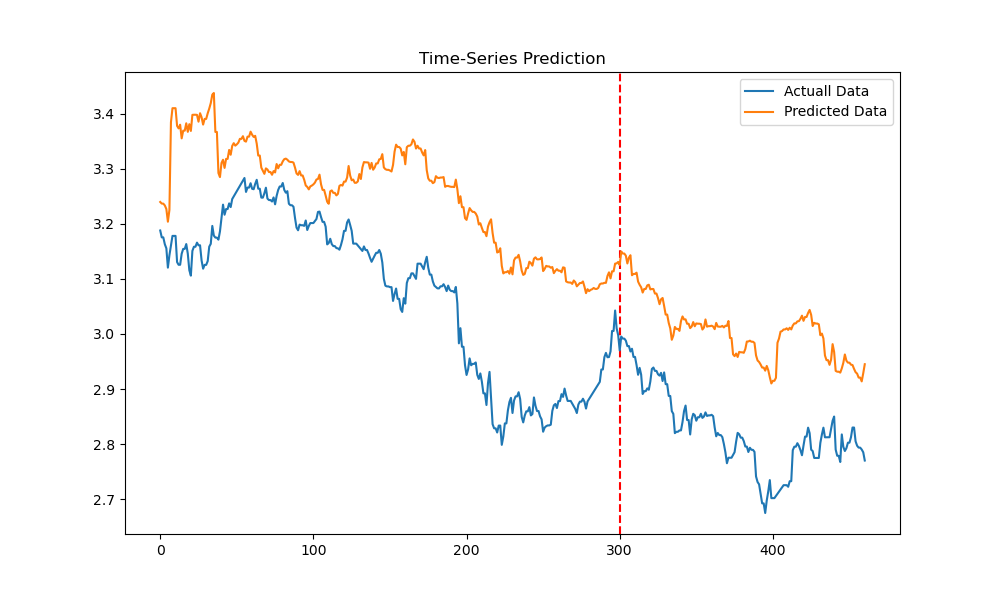 Time-Series Prediction
Actuall Data
Predicted Data
3.4
3.3
3.2
3.1
3.0
2.9
2.8
2.7
0 100 200 300 400